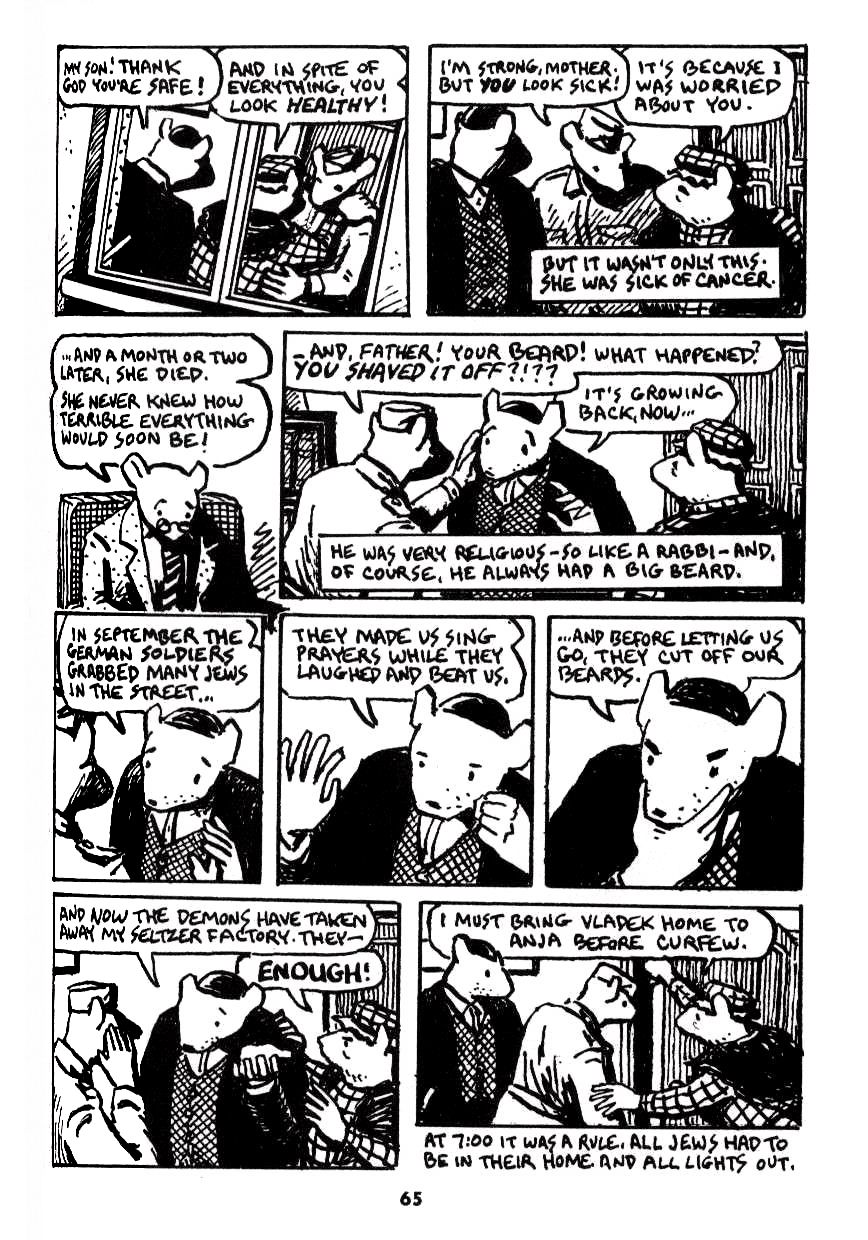 MY SON! THANK
GOD YOU'RE SAFE!
AND IN SPITE OF
EVERYTHING, YOU
LOOK HEALTHY!
I'M STRONG, MOTHER.
BUT YOU LOOK SICK!
IT'S BECAUSE I
WAS WORRIED
ABOUT YOU.
BUT IT WASN'T ONLY THIS.
SHE WAS SICK OF CANCER.
...AND A MONTH OR TWO
LATER, SHE DIED.
SHE NEVER KNEW HOW
TERRIBLE EVERYTHING
WOULD SOON BE!
—AND, FATHER! YOUR BEARD! WHAT HAPPENED?
YOU SHAVED IT OFF?!??
IT'S GROWING
BACK, NOW...
HE WAS VERY RELIGIOUS—SO LIKE A RABBI—AND,
OF COURSE, HE ALWAYS HAD A BIG BEARD.
IN SEPTEMBER THE
GERMAN SOLDIERS
GRABBED MANY JEWS
IN THE STREET...
THEY MADE US SING
PRAYERS WHILE THEY
LAUGHED AND BEAT US.
...AND BEFORE LETTING US
GO, THEY CUT OFF OUR
BEARDS.
AND NOW THE DEMONS HAVE TAKEN
AWAY MY SELTZER FACTORY. THEY—
ENOUGH!
I MUST BRING VLADEK HOME TO
ANJA BEFORE CURFEW.
AT 7:00 IT WAS A RULE. ALL JEWS HAD TO
BE IN THEIR HOME AND ALL LIGHTS OUT.
65